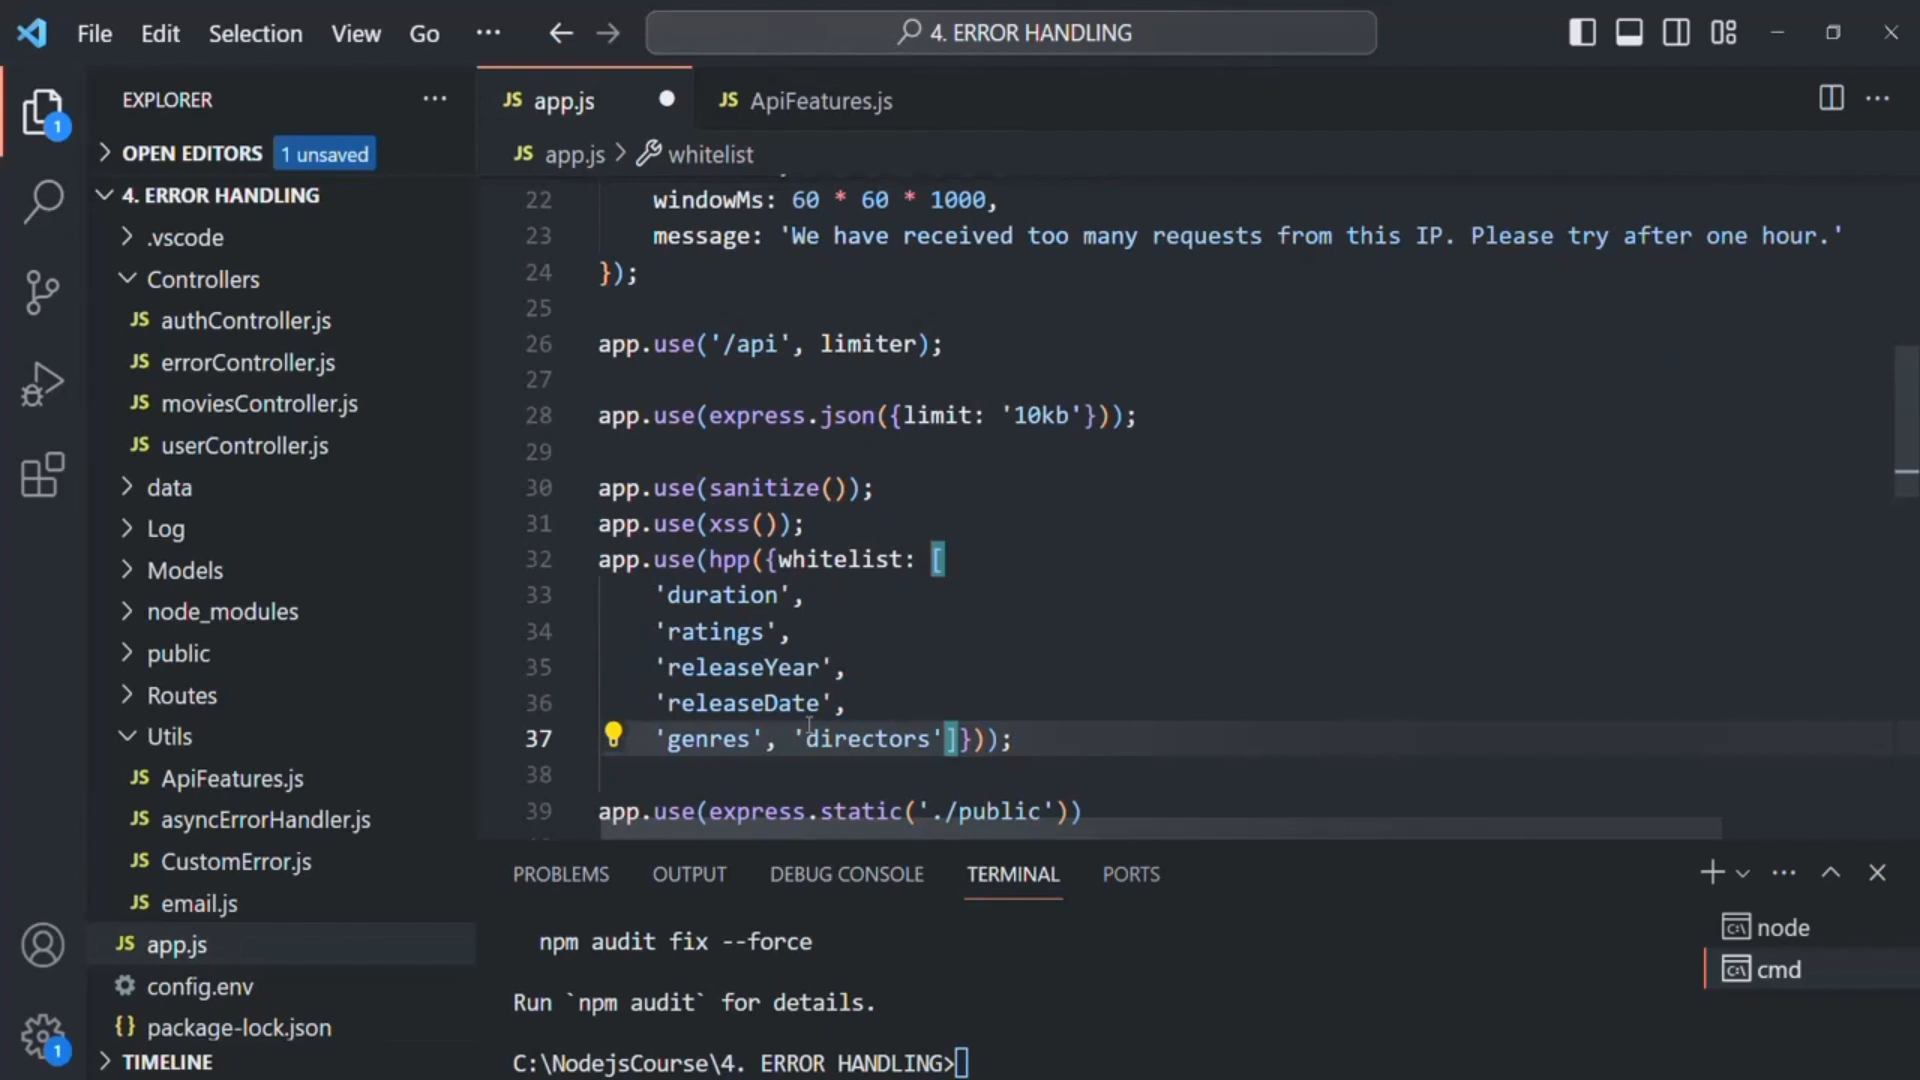 File Edit Selection View Go ··· 4. ERROR HANDLING
EXPLORER ···
OPEN EDITORS 1 unsaved
4. ERROR HANDLING
.vscode
Controllers
JS authController.js
JS errorController.js
JS moviesController.js
JS userController.js
data
Log
Models
node_modules
public
Routes
Utils
JS ApiFeatures.js
JS asyncErrorHandler.js
JS CustomError.js
JS email.js
JS app.js
config.env
{} package-lock.json
TIMELINE
1
1
JS app.js JS ApiFeatures.js
JS app.js > whitelist
22 windowMs: 60 * 60 * 1000,
23 message: 'We have received too many requests from this IP. Please try after one hour.'
24 });
25
26 app.use('/api', limiter);
27
28 app.use(express.json({limit: '10kb'}));
29
30 app.use(sanitize());
31 app.use(xss());
32 app.use(hpp({whitelist: [
33 'duration',
34 'ratings',
35 'releaseYear',
36 'releaseDate',
37 'genres', 'directors']}));
38
39 app.use(express.static('./public'))
PROBLEMS OUTPUT DEBUG CONSOLE TERMINAL PORTS
npm audit fix --force
Run `npm audit` for details.
C:\NodejsCourse\4. ERROR HANDLING>
node
cmd